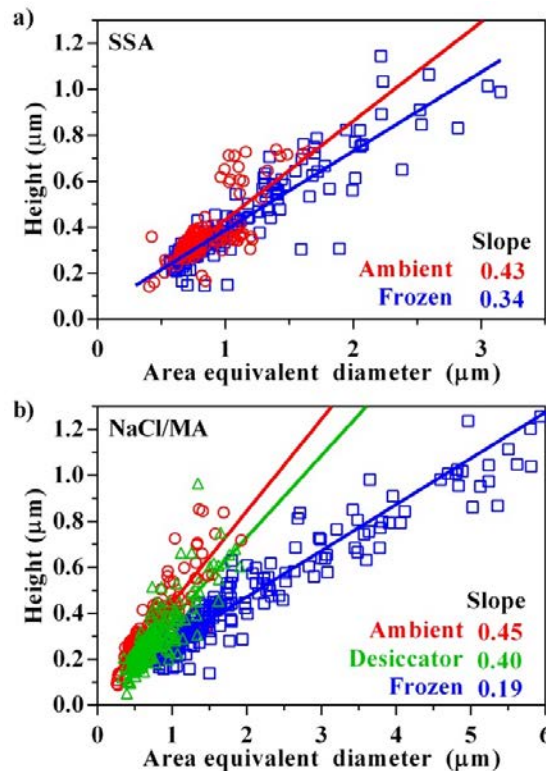 a)
SSA
1.2
1.0
0.8
0.6
0.4
0.2
0.0
Height (μm)
Slope
Ambient 0.43
Frozen 0.34
0 1 2 3
Area equivalent diameter (μm)
b)
NaCl/MA
1.2
1.0
0.8
0.6
0.4
0.2
0.0
Height (μm)
Slope
Ambient 0.45
Desiccator 0.40
Frozen 0.19
0 1 2 3 4 5 6
Area equivalent diameter (μm)